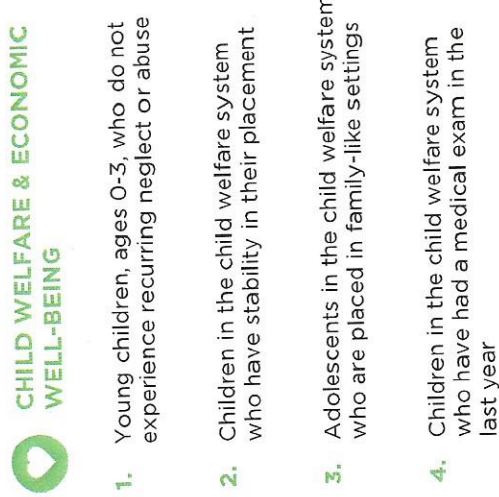 CHILD WELFARE & ECONOMIC
WELL-BEING
1. Young children, ages 0-3, who do not
experience recurring neglect or abuse
2. Children in the child welfare system
who have stability in their placement
3. Adolescents in the child welfare system
who are placed in family-like settings
4. Children in the child welfare system
who have had a medical exam in the
last year